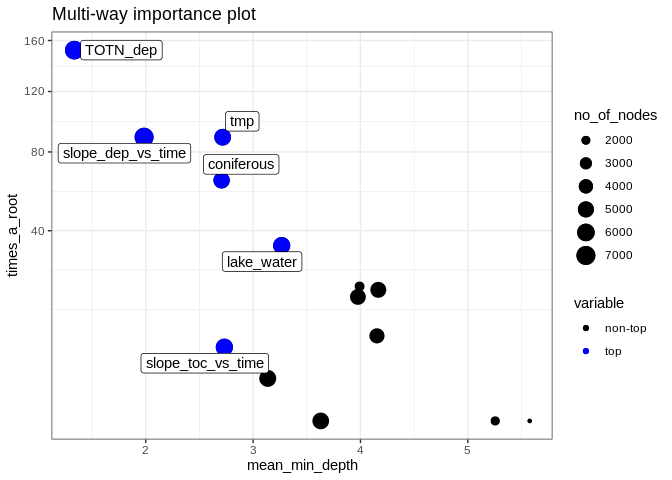 Multi-way importance plot
160
120
80
40
times_a_root
TOTN_dep
tmp
slope_dep_vs_time
coniferous
lake_water
slope_toc_vs_time
2
3
4
5
mean_min_depth
no_of_nodes
2000
3000
4000
5000
6000
7000
variable
non-top
top